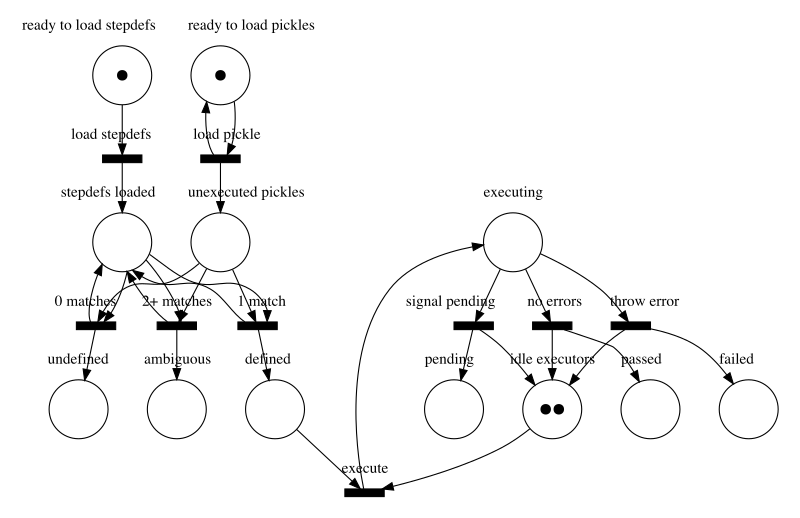 ready to load stepdefs
ready to load pickles
load stepdefs
load pickle
stepdefs loaded
unexecuted pickles
executing
0 matches
2+ matches
1 match
signal pending
no errors
throw error
undefined
ambiguous
defined
pending
idle executors
passed
failed
execute